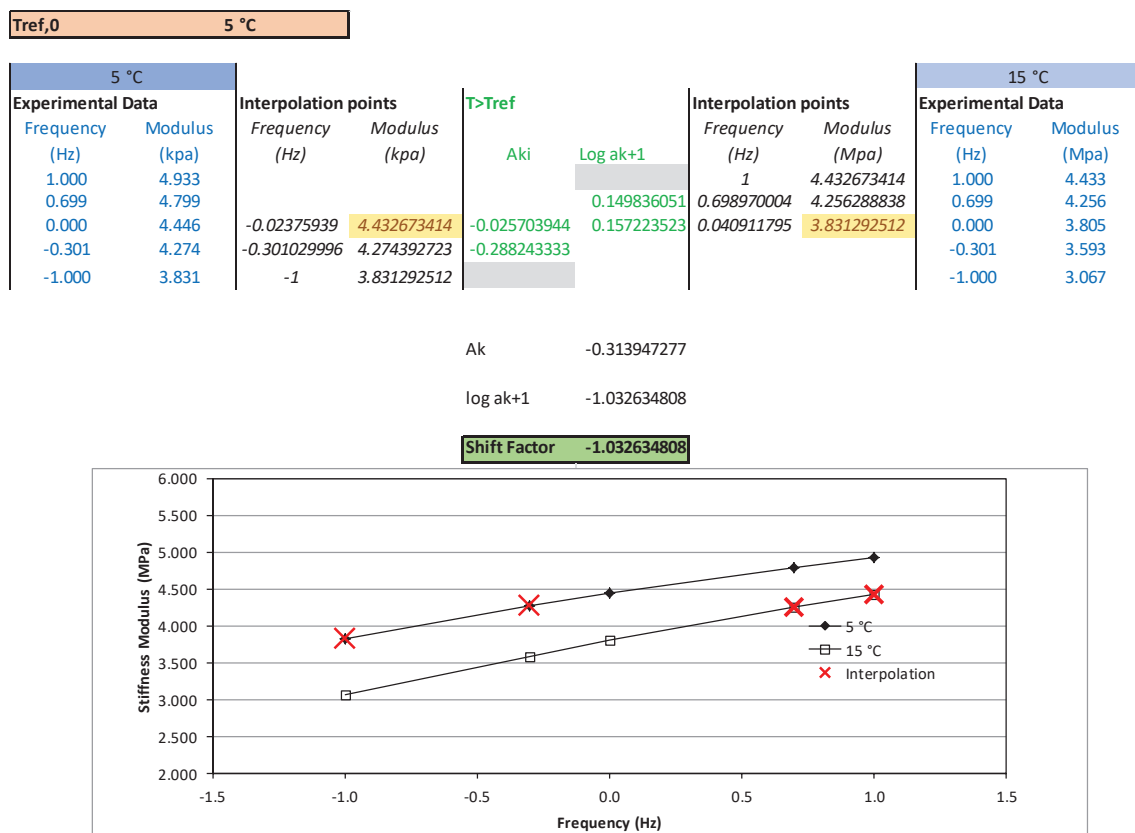 Tref,0 5 °C
5 °C 15 °C
Experimental Data Interpolation points T>Tref Interpolation points Experimental Data
Frequency Modulus Frequency Modulus Frequency Modulus Frequency Modulus
(Hz) (kpa) (Hz) (kpa) Aki Log ak+1 (Hz) (Mpa) (Hz) (Mpa)
1.000 4.933 1 4.432673414 1.000 4.433
0.699 4.799 0.149836051 0.698970004 4.256288838 0.699 4.256
0.000 4.446 -0.02375939 4.432673414 -0.025703944 0.157223523 0.040911795 3.831292512 0.000 3.805
-0.301 4.274 -0.301029996 4.274392723 -0.288243333 -0.301 3.593
-1.000 3.831 -1 3.831292512 -1.000 3.067
Ak -0.313947277
log ak+1 -1.032634808
Shift Factor -1.032634808
6.000
5.500
5.000
4.500
4.000
3.500
3.000
2.500
2.000
Stiffness Modulus (MPa)
5 °C
15 °C
Interpolation
-1.5 -1.0 -0.5 0.0 0.5 1.0 1.5
Frequency (Hz)